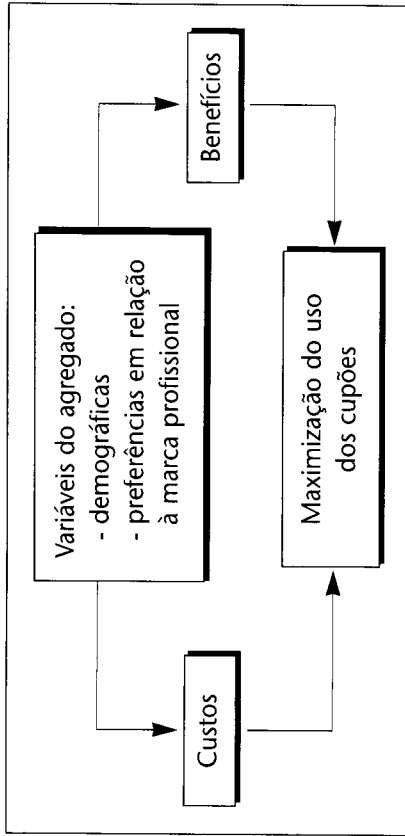 Variáveis do agregado:
- demográficas
- preferências em relação
à marca profissional
Custos
Benefícios
Maximização do uso
dos cupões